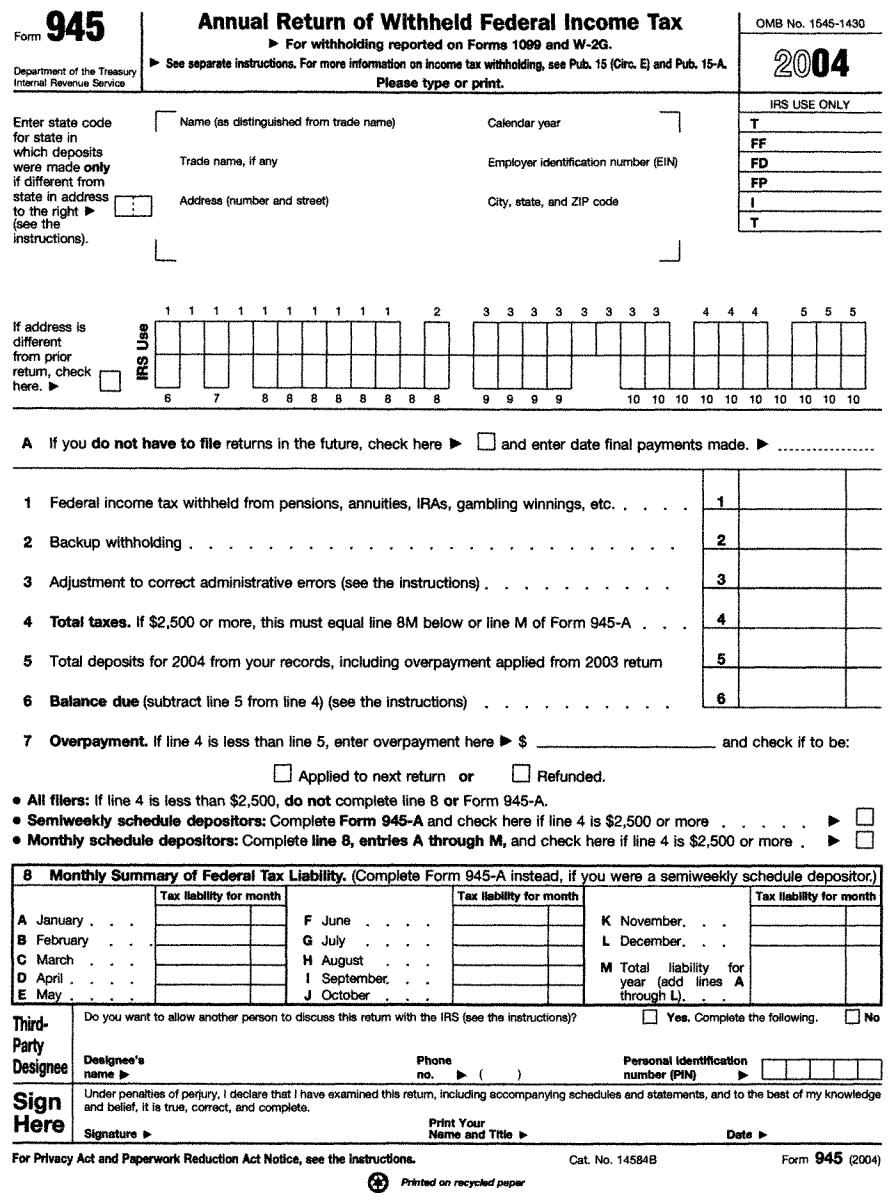 Form 945
Department of the Treasury
Internal Revenue Service
Annual Return of Withheld Federal Income Tax
► For withholding reported on Forms 1099 and W-2G.
► See separate instructions. For more information on income tax withholding, see Pub. 15 (Circ. E) and Pub. 15-A.
Please type or print.
OMB No. 1545-1430
2004
Enter state code
for state in
which deposits
were made only
if different from
state in address
to the right ►
(see the
instructions).
Name (as distinguished from trade name) Calendar year
Trade name, if any Employer identification number (EIN)
Address (number and street) City, state, and ZIP code
IRS USE ONLY
T
FF
FD
FP
I
T
If address is
different
from prior
return, check
here. ►
IRS Use
1 1 1 1 1 1 1 1 1 1 2 3 3 3 3 3 3 3 3 4 4 4 5 5 5
6 7 8 8 8 8 8 8 8 8 9 9 9 9 10 10 10 10 10 10 10 10 10 10
A If you do not have to file returns in the future, check here ► and enter date final payments made. ►
1 Federal income tax withheld from pensions, annuities, IRAs, gambling winnings, etc. . . . . 1
2 Backup withholding . . . . . . . . . . . . . . . . . . . . 2
3 Adjustment to correct administrative errors (see the instructions) . . . . . . . . 3
4 Total taxes. If $2,500 or more, this must equal line 8M below or line M of Form 945-A . . . 4
5 Total deposits for 2004 from your records, including overpayment applied from 2003 return 5
6 Balance due (subtract line 5 from line 4) (see the instructions) . . . . . . . . 6
7 Overpayment. If line 4 is less than line 5, enter overpayment here ► $ and check if to be:
Applied to next return or Refunded.
● All filers: If line 4 is less than $2,500, do not complete line 8 or Form 945-A.
● Semiweekly schedule depositors: Complete Form 945-A and check here if line 4 is $2,500 or more . . . . . ►
● Monthly schedule depositors: Complete line 8, entries A through M, and check here if line 4 is $2,500 or more . ►
8 Monthly Summary of Federal Tax Liability. (Complete Form 945-A instead, if you were a semiweekly schedule depositor.)
Tax liability for month Tax liability for month Tax liability for month
A January . . . F June . . . K November . . .
B February . . . G July . . . L December . . .
C March . . . H August . . .
D April . . . I September . . .
E May . . . J October . . .
M Total liability for
year (add lines A
through L) . . .
Third-
Party
Designee
Do you want to allow another person to discuss this return with the IRS (see the instructions)? Yes. Complete the following. No
Designee's
name ►
Phone
no. ► ( )
Personal identification
number (PIN) ►
Sign
Here
Under penalties of perjury, I declare that I have examined this return, including accompanying schedules and statements, and to the best of my knowledge
and belief, it is true, correct, and complete.
Signature ►
Print Your
Name and Title ►
Date ►
For Privacy Act and Paperwork Reduction Act Notice, see the instructions. Cat. No. 14584B Form 945 (2004)
Printed on recycled paper